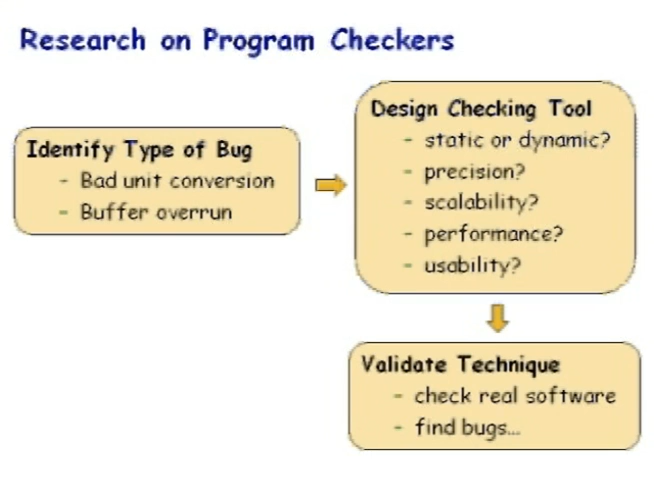 Research on Program Checkers
Identify Type of Bug
- Bad unit conversion
- Buffer overrun
Design Checking Tool
- static or dynamic?
- precision?
- scalability?
- performance?
- usability?
Validate Technique
- check real software
- find bugs...